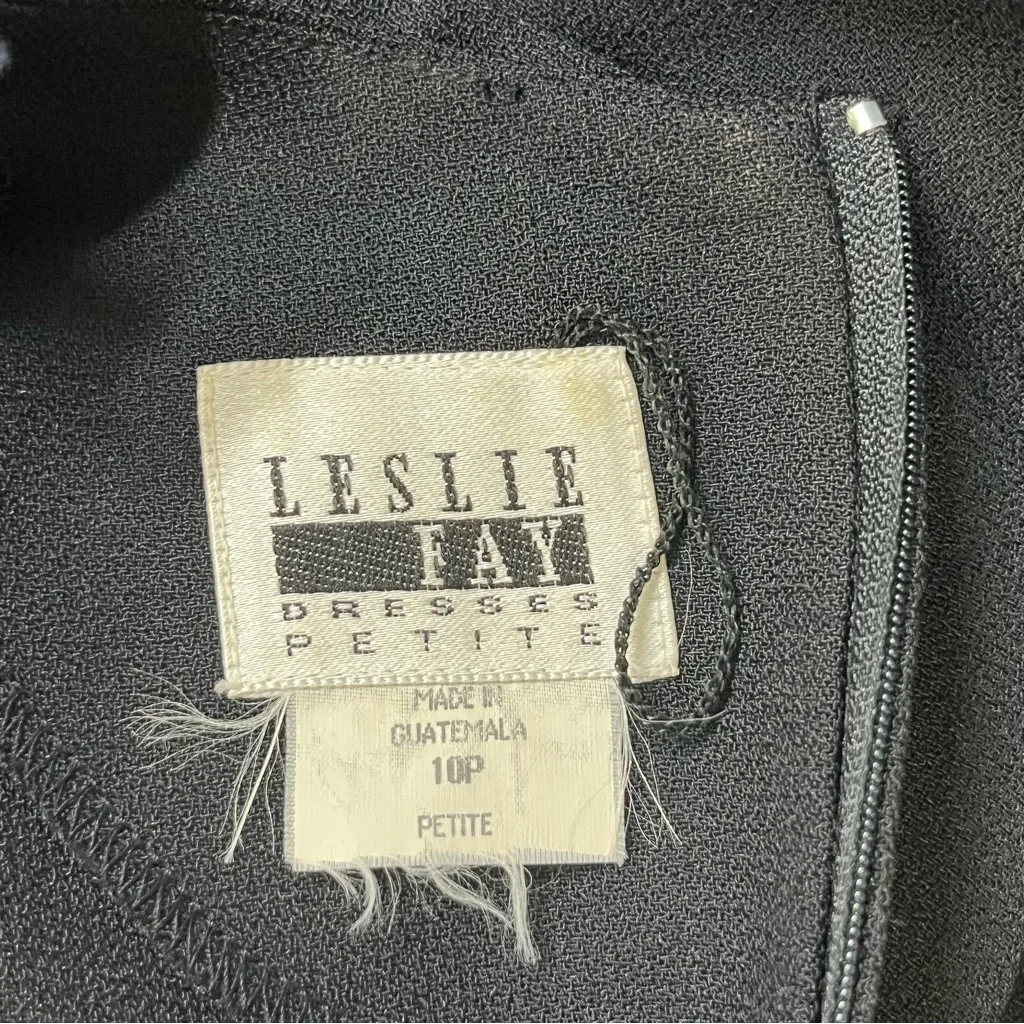 LESLIE
FAY
DRESSES
PETITE
MADE IN
GUATEMALA
10P
PETITE